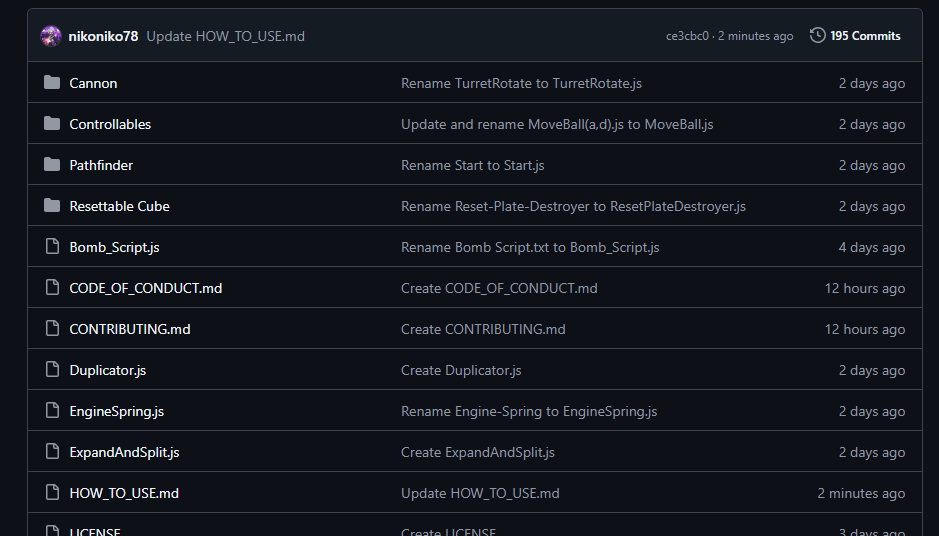 nikoniko78 Update HOW_TO_USE.md ce3cbc0 · 2 minutes ago 195 Commits
Cannon Rename TurretRotate to TurretRotate.js 2 days ago
Controllables Update and rename MoveBall(a,d).js to MoveBall.js 2 days ago
Pathfinder Rename Start to Start.js 2 days ago
Resettable Cube Rename Reset-Plate-Destroyer to ResetPlateDestroyer.js 2 days ago
Bomb_Script.js Rename Bomb Script.txt to Bomb_Script.js 4 days ago
CODE_OF_CONDUCT.md Create CODE_OF_CONDUCT.md 12 hours ago
CONTRIBUTING.md Create CONTRIBUTING.md 12 hours ago
Duplicator.js Create Duplicator.js 2 days ago
EngineSpring.js Rename Engine-Spring to EngineSpring.js 2 days ago
ExpandAndSplit.js Create ExpandAndSplit.js 2 days ago
HOW_TO_USE.md Update HOW_TO_USE.md 2 minutes ago
LICENSE Create LICENSE 3 days ago